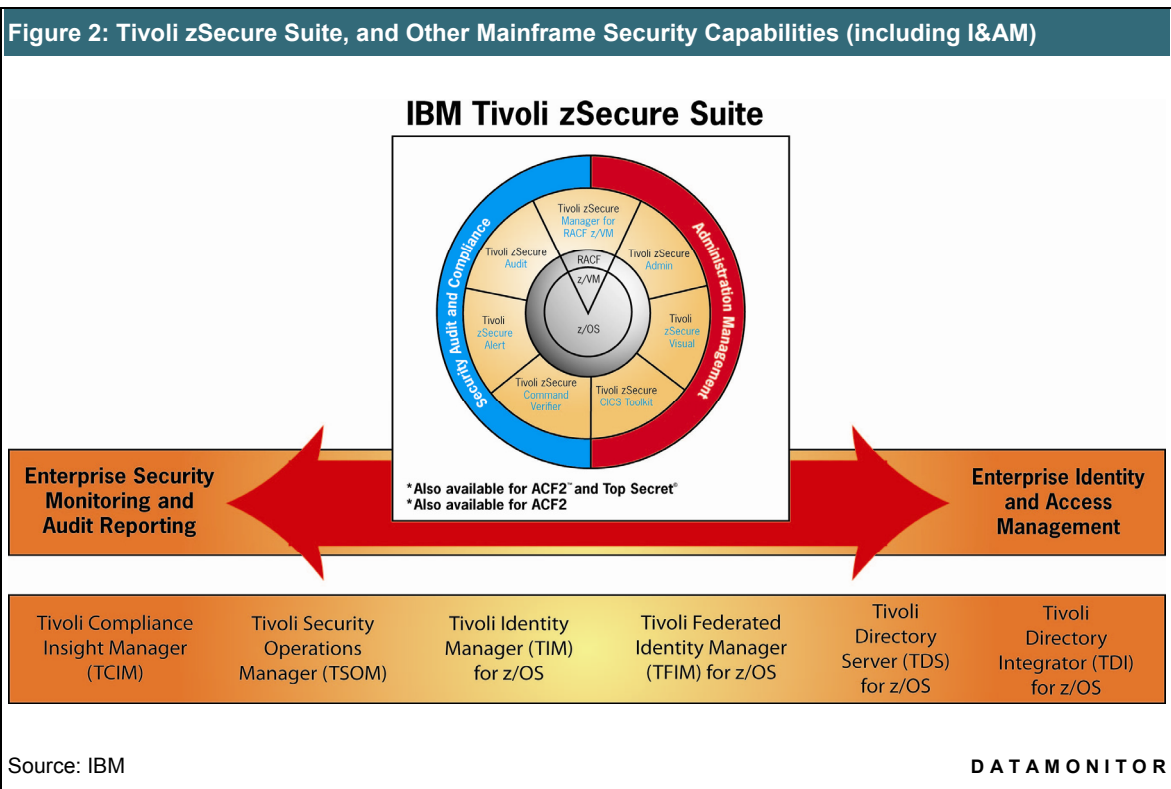 Figure 2: Tivoli zSecure Suite, and Other Mainframe Security Capabilities (including I&AM)
IBM Tivoli zSecure Suite
Security Audit and Compliance
Administration Management
Tivoli zSecure
Manager for
RACF z/VM
Tivoli zSecure
Audit
Tivoli zSecure
Admin
RACF
z/VM
z/OS
Tivoli
zSecure
Alert
Tivoli
zSecure
Visual
Tivoli zSecure
Command
Verifier
Tivoli zSecure
CICS Toolkit
*Also available for ACF2™ and Top Secret®
*Also available for ACF2
Enterprise Security
Monitoring and
Audit Reporting
Enterprise Identity
and Access
Management
Tivoli Compliance
Insight Manager
(TCIM)
Tivoli Security
Operations
Manager (TSOM)
Tivoli Identity
Manager (TIM)
for z/OS
Tivoli Federated
Identity Manager
(TFIM) for z/OS
Tivoli
Directory
Server (TDS)
for z/OS
Tivoli
Directory
Integrator (TDI)
for z/OS
Source: IBM
DATAMONITOR